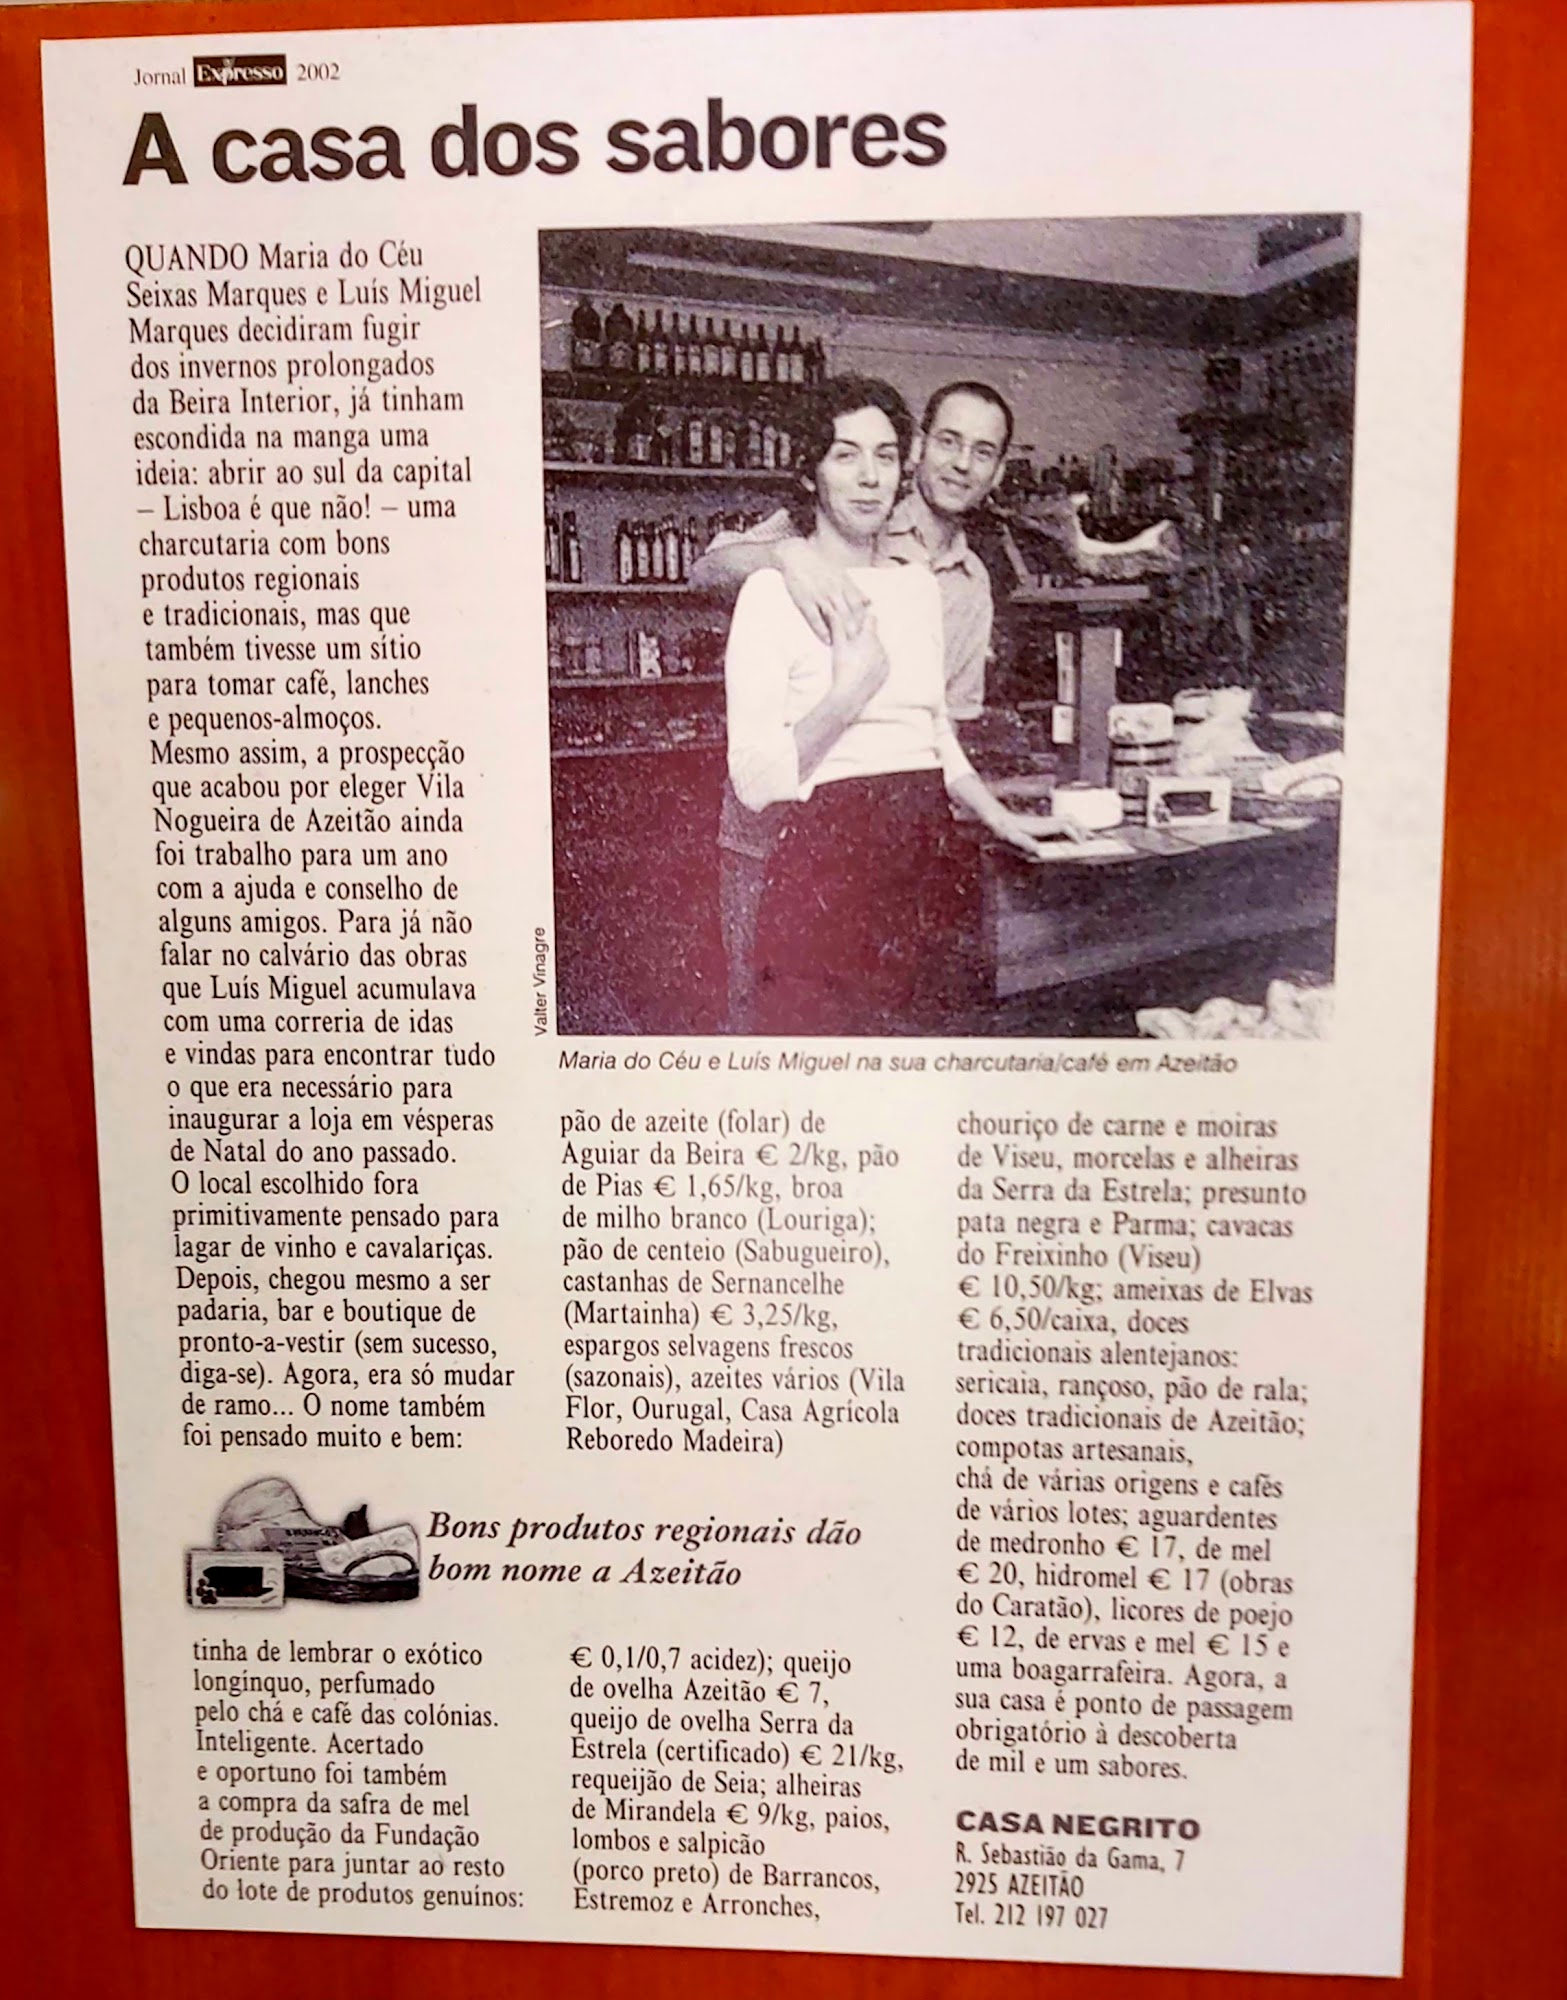 Jornal Expresso 2002
A casa dos sabores
QUANDO Maria do Céu
Seixas Marques e Luís Miguel
Marques decidiram fugir
dos invernos prolongados
da Beira Interior, já tinham
escondida na manga uma
ideia: abrir ao sul da capital
– Lisboa é que não! – uma
charcutaria com bons
produtos regionais
e tradicionais, mas que
também tivesse um sítio
para tomar café, lanches
e pequenos-almoços.
Mesmo assim, a prospecção
que acabou por eleger Vila
Nogueira de Azeitão ainda
foi trabalho para um ano
com a ajuda e conselho de
alguns amigos. Para já não
falar no calvário das obras
que Luís Miguel acumulava
com uma correria de idas
e vindas para encontrar tudo
o que era necessário para
inaugurar a loja em vésperas
de Natal do ano passado.
O local escolhido fora
primitivamente pensado para
lagar de vinho e cavalariças.
Depois, chegou mesmo a ser
padaria, bar e boutique de
pronto-a-vestir (sem sucesso,
diga-se). Agora, era só mudar
de ramo... O nome também
foi pensado muito e bem:
tinha de lembrar o exótico
longínquo, perfumado
pelo chá e café das colónias.
Inteligente. Acertado
e oportuno foi também
a compra da safra de mel
de produção da Fundação
Oriente para juntar ao resto
do lote de produtos genuínos:
Valter Vinagre
Maria do Céu e Luís Miguel na sua charcutaria/café em Azeitão
pão de azeite (folar) de
Aguiar da Beira € 2/kg, pão
de Pias € 1,65/kg, broa
de milho branco (Louriga);
pão de centeio (Sabugueiro),
castanhas de Sernancelhe
(Martainha) € 3,25/kg,
espargos selvagens frescos
(sazonais), azeites vários (Vila
Flor, Ourugal, Casa Agrícola
Reboredo Madeira)
Bons produtos regionais dão
bom nome a Azeitão
€ 0,1/0,7 acidez); queijo
de ovelha Azeitão € 7,
queijo de ovelha Serra da
Estrela (certificado) € 21/kg,
requeijão de Seia; alheiras
de Mirandela € 9/kg, paios,
lombos e salpicão
(porco preto) de Barrancos,
Estremoz e Arronches,
chouriço de carne e moiras
de Viseu, morcelas e alheiras
da Serra da Estrela; presunto
pata negra e Parma; cavacas
do Freixinho (Viseu)
€ 10,50/kg; ameixas de Elvas
€ 6,50/caixa, doces
tradicionais alentejanos:
sericaia, rançoso, pão de rala;
doces tradicionais de Azeitão;
compotas artesanais,
chá de várias origens e cafés
de vários lotes; aguardentes
de medronho € 17, de mel
€ 20, hidromel € 17 (obras
do Caratão), licores de poejo
€ 12, de ervas e mel € 15 e
uma boagarrafeira. Agora, a
sua casa é ponto de passagem
obrigatório à descoberta
de mil e um sabores.
CASA NEGRITO
R. Sebastião da Gama, 7
2925 AZEITÃO
Tel. 212 197 027